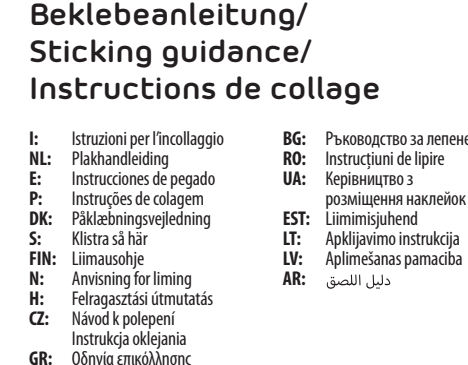 Beklebeanleitung/
Sticking guidance/
Instructions de collage
I: Istruzioni per l'incollaggio
NL: Plakhandleiding
E: Instrucciones de pegado
P: Instruções de colagem
DK: Påklæbningsvejledning
S: Klistra så här
FIN: Liimausohje
N: Anvisning for liming
H: Felragasztási útmutatás
CZ: Návod k polepení
Instrukcja oklejania
GR: Οδηγία επικόλλησης
BG: Ръководство за лепене
RO: Instrucțiuni de lipire
UA: Керівництво з
розміщення наклейок
EST: Liimimisjuhend
LT: Apklijavimo instrukcija
LV: Aplimešanas pamaciba
AR: دليل اللصق